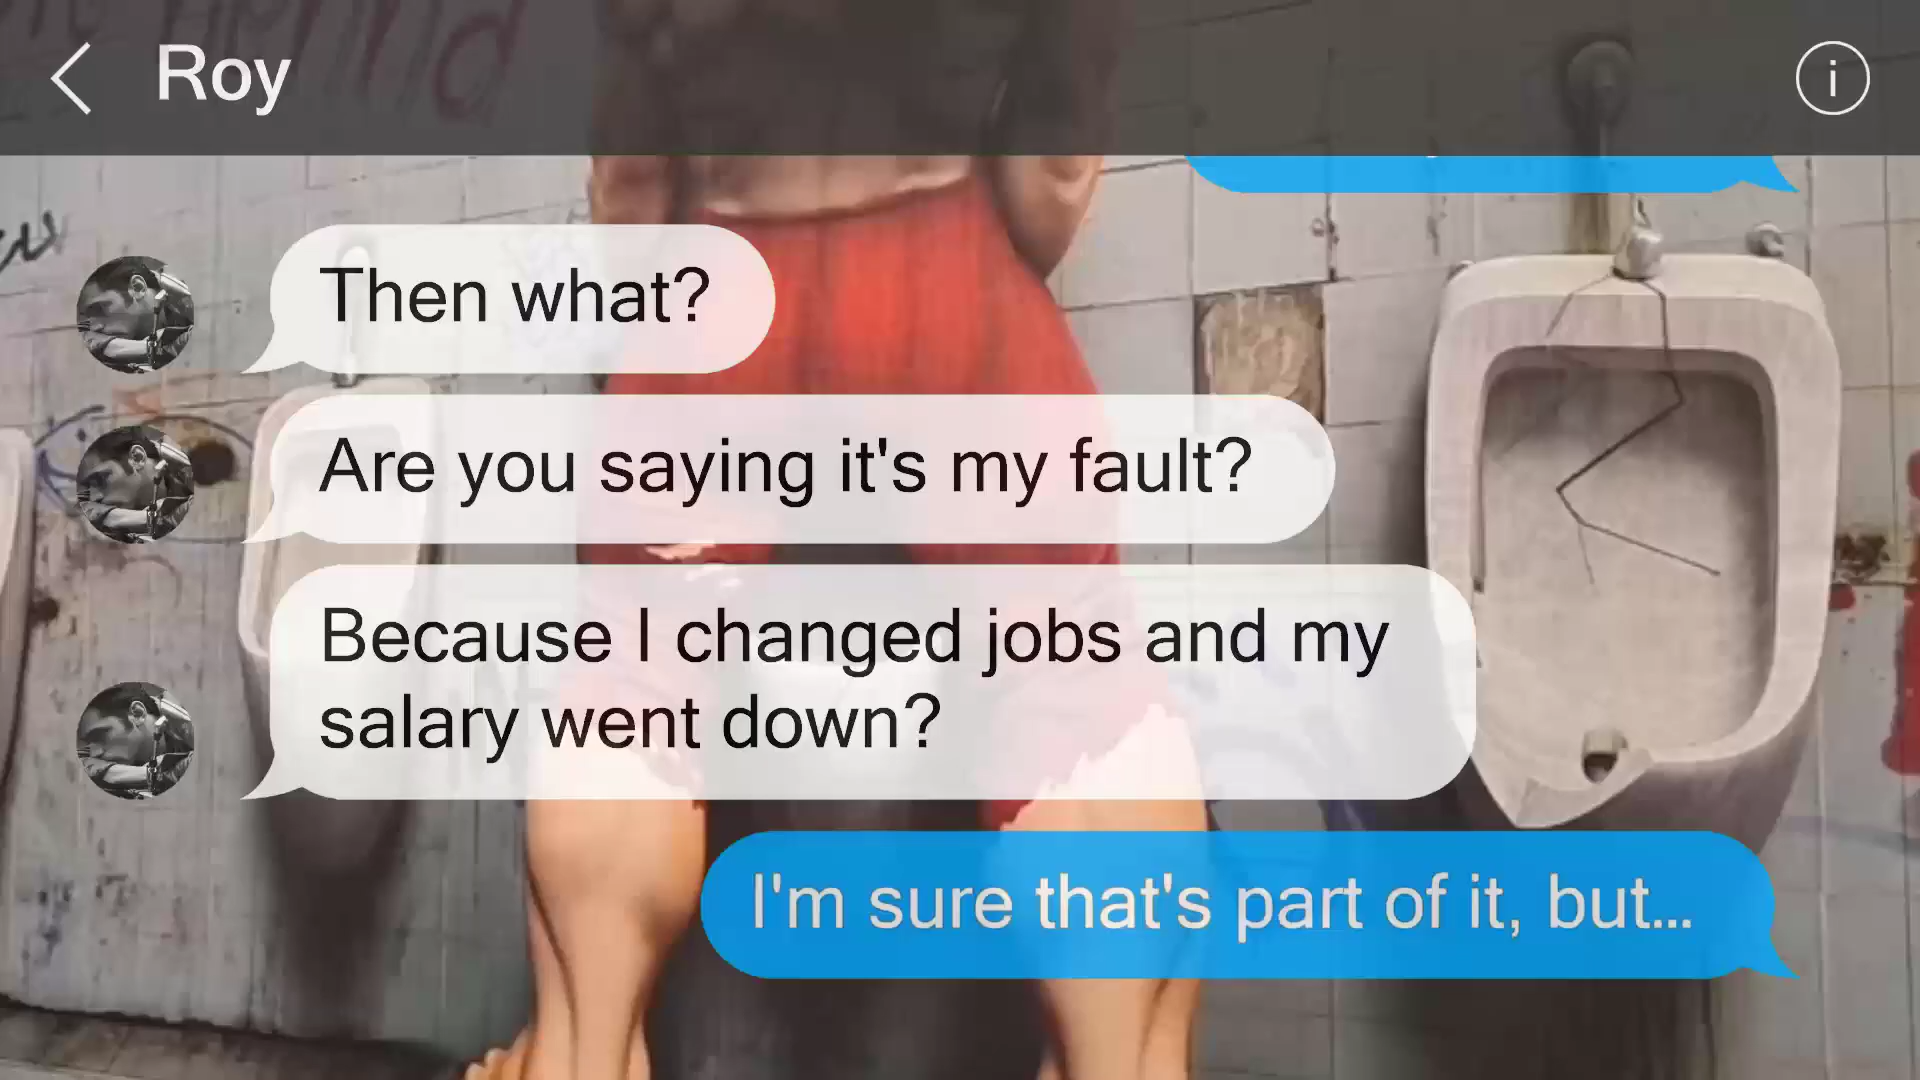 Roy
Then what?
Are you saying it's my fault?
Because I changed jobs and my
salary went down?
I'm sure that's part of it, but...